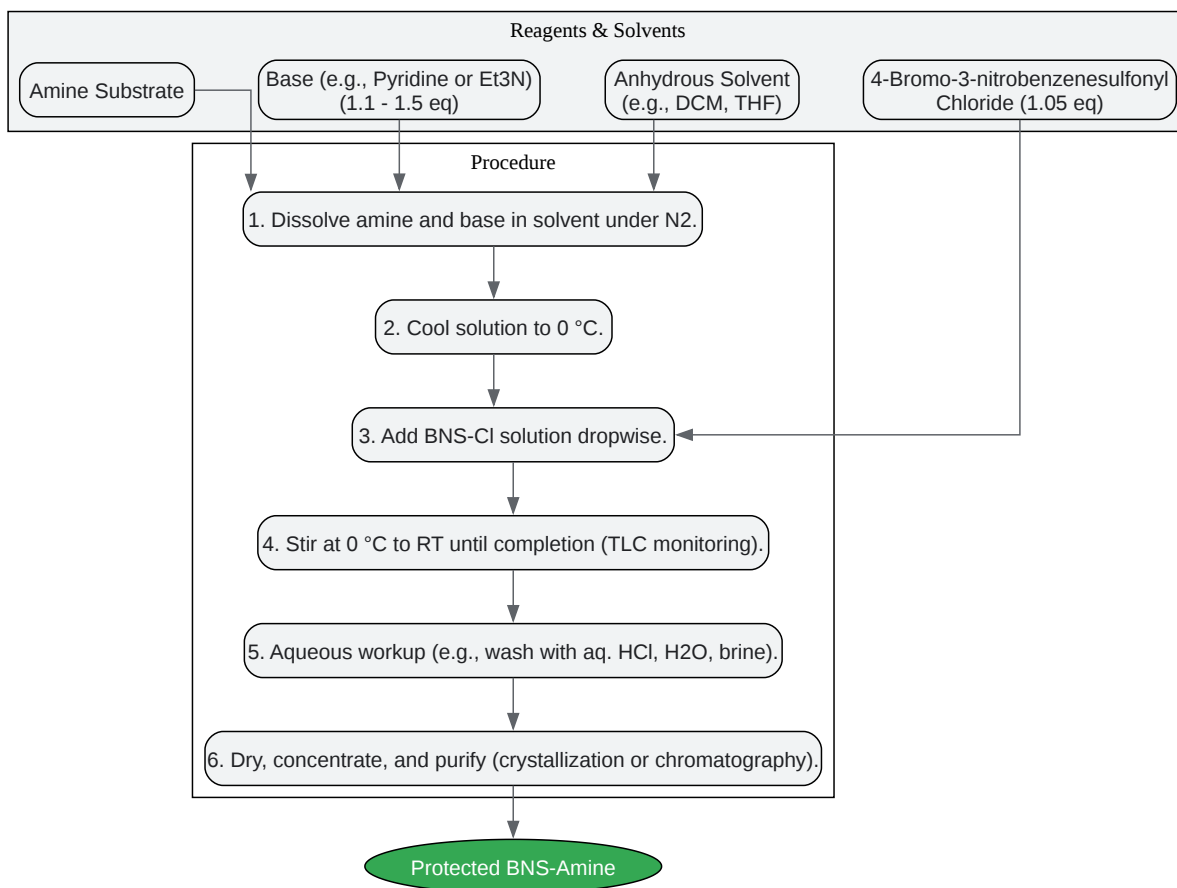 Reagents & Solvents
Amine Substrate
Base (e.g., Pyridine or Et3N)
(1.1 - 1.5 eq)
Anhydrous Solvent
(e.g., DCM, THF)
4-Bromo-3-nitrobenzenesulfonyl
Chloride (1.05 eq)
Procedure
1. Dissolve amine and base in solvent under N2.
2. Cool solution to 0 °C.
3. Add BNS-Cl solution dropwise.
4. Stir at 0 °C to RT until completion (TLC monitoring).
5. Aqueous workup (e.g., wash with aq. HCl, H2O, brine).
6. Dry, concentrate, and purify (crystallization or chromatography).
Protected BNS-Amine